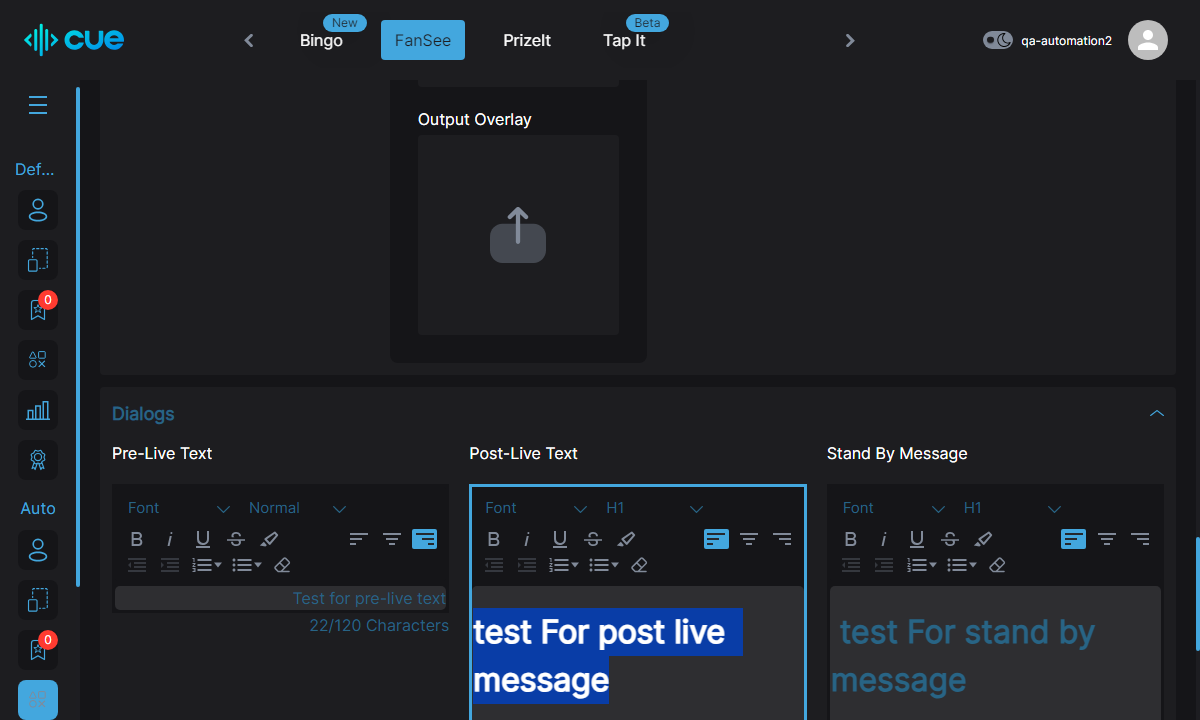 cue
Bingo
New
FanSee
PrizeIt
Tap It
Beta
qa-automation2
Def...
0
Auto
0
Output Overlay
Dialogs
Pre-Live Text
Post-Live Text
Stand By Message
Font
Normal
Font
H1
Font
H1
Test for pre-live text
22/120 Characters
test For post live
message
test For stand by
message